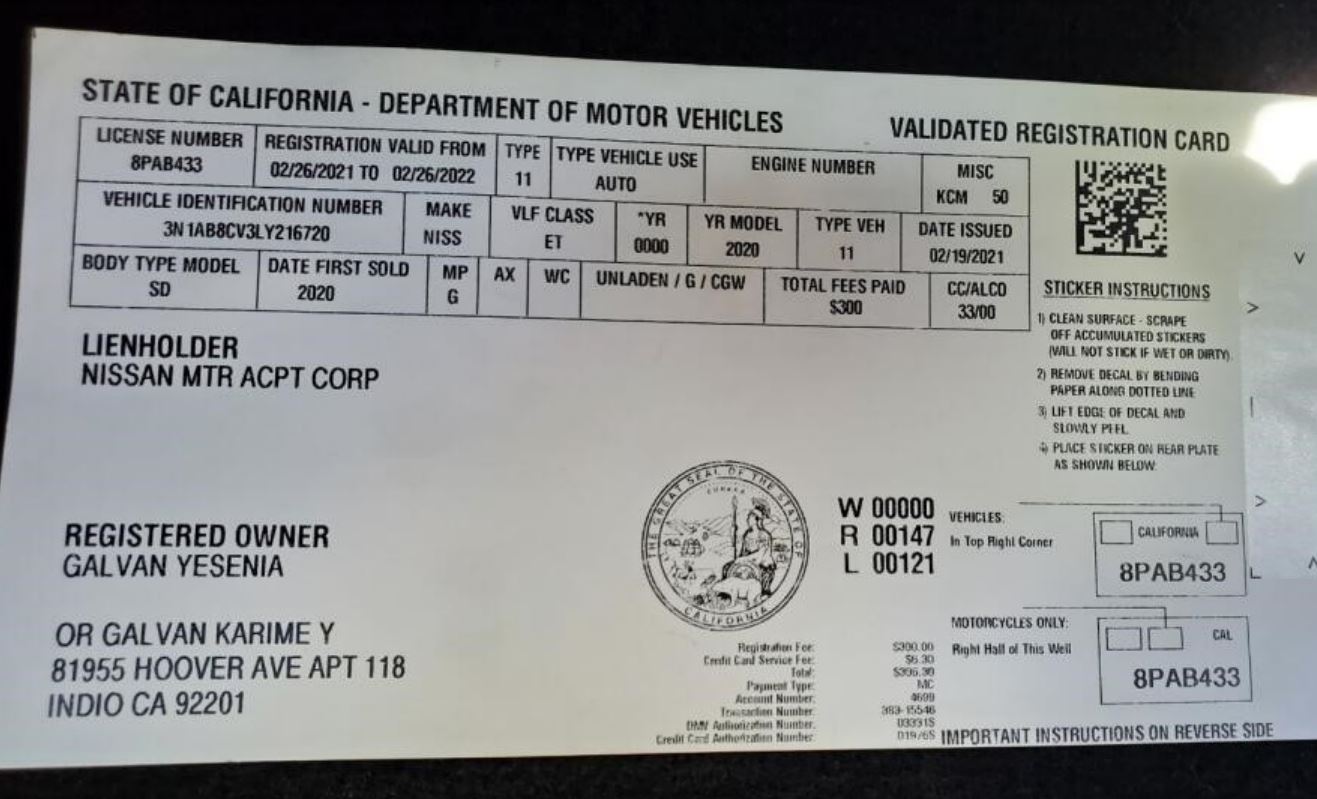 STATE OF CALIFORNIA - DEPARTMENT OF MOTOR VEHICLES
VALIDATED REGISTRATION CARD
LICENSE NUMBER REGISTRATION VALID FROM TYPE TYPE VEHICLE USE ENGINE NUMBER MISC
8PAB433 02/26/2021 TO 02/26/2022 11 AUTO KCM 50
VEHICLE IDENTIFICATION NUMBER MAKE VLF CLASS *YR YR MODEL TYPE VEH DATE ISSUED
3N1AB8CV3LY216720 NISS ET 0000 2020 11 02/19/2021
BODY TYPE MODEL DATE FIRST SOLD MP AX WC UNLADEN / G / CGW TOTAL FEES PAID CC/ALCO
SD 2020 G $300 33/00
STICKER INSTRUCTIONS
1) CLEAN SURFACE - SCRAPE
OFF ACCUMULATED STICKERS
(WILL NOT STICK IF WET OR DIRTY).
2) REMOVE DECAL BY BENDING
PAPER ALONG DOTTED LINE
3) LIFT EDGE OF DECAL AND
SLOWLY PEEL
4) PLACE STICKER ON REAR PLATE
AS SHOWN BELOW:
LIENHOLDER
NISSAN MTR ACPT CORP
REGISTERED OWNER
GALVAN YESENIA
OR GALVAN KARIME Y
81955 HOOVER AVE APT 118
INDIO CA 92201
THE GREAT SEAL OF THE STATE OF CALIFORNIA
EUREKA
W 00000
R 00147
L 00121
VEHICLES:
In Top Right Corner
CALIFORNIA
8PAB433
MOTORCYCLES ONLY:
Right Half of This Well
CAL
8PAB433
Registration Fee: $300.00
Credit Card Service Fee: $6.30
Total:
Payment Type: MC
Account Number:
Transaction Number: 383-15546
DMV Authorization Number:
Credit Card Authorization Number:
IMPORTANT INSTRUCTIONS ON REVERSE SIDE